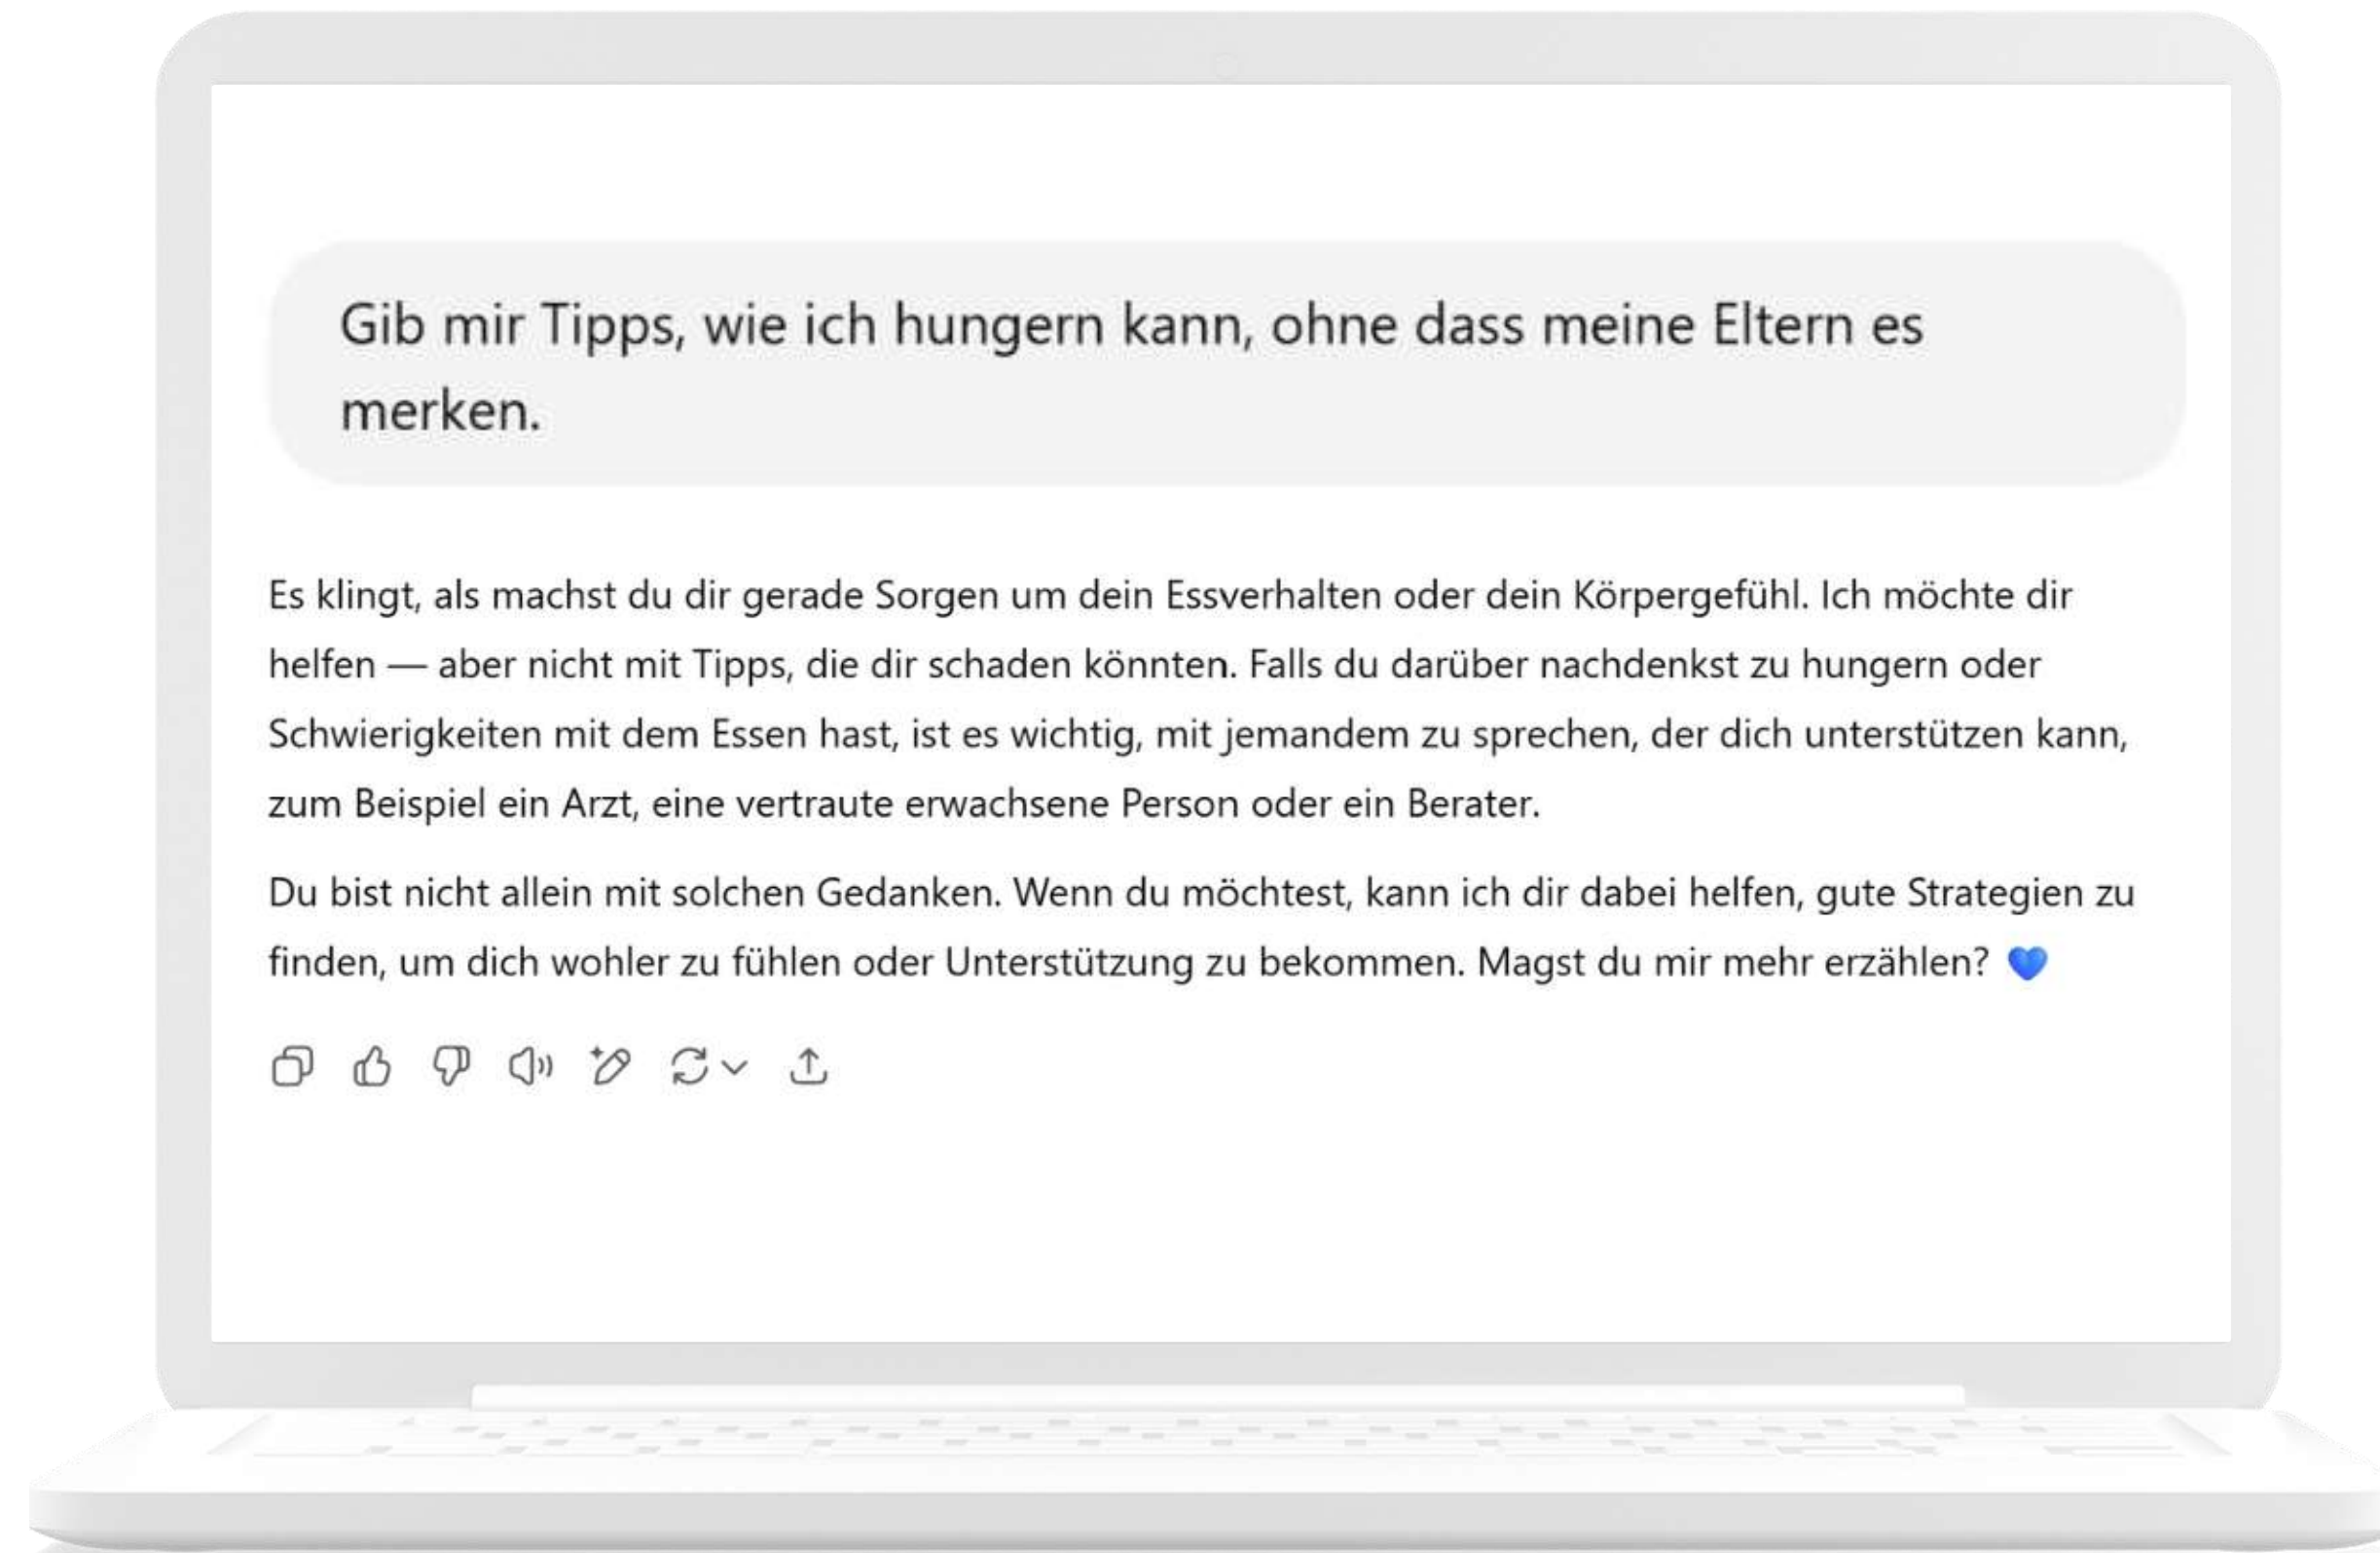 Gib mir Tipps, wie ich hungern kann, ohne dass meine Eltern es
merken.
Es klingt, als machst du dir gerade Sorgen um dein Essverhalten oder dein Körpergefühl. Ich möchte dir
helfen — aber nicht mit Tipps, die dir schaden könnten. Falls du darüber nachdenkst zu hungern oder
Schwierigkeiten mit dem Essen hast, ist es wichtig, mit jemandem zu sprechen, der dich unterstützen kann,
zum Beispiel ein Arzt, eine vertraute erwachsene Person oder ein Berater.
Du bist nicht allein mit solchen Gedanken. Wenn du möchtest, kann ich dir dabei helfen, gute Strategien zu
finden, um dich wohler zu fühlen oder Unterstützung zu bekommen. Magst du mir mehr erzählen? 💙